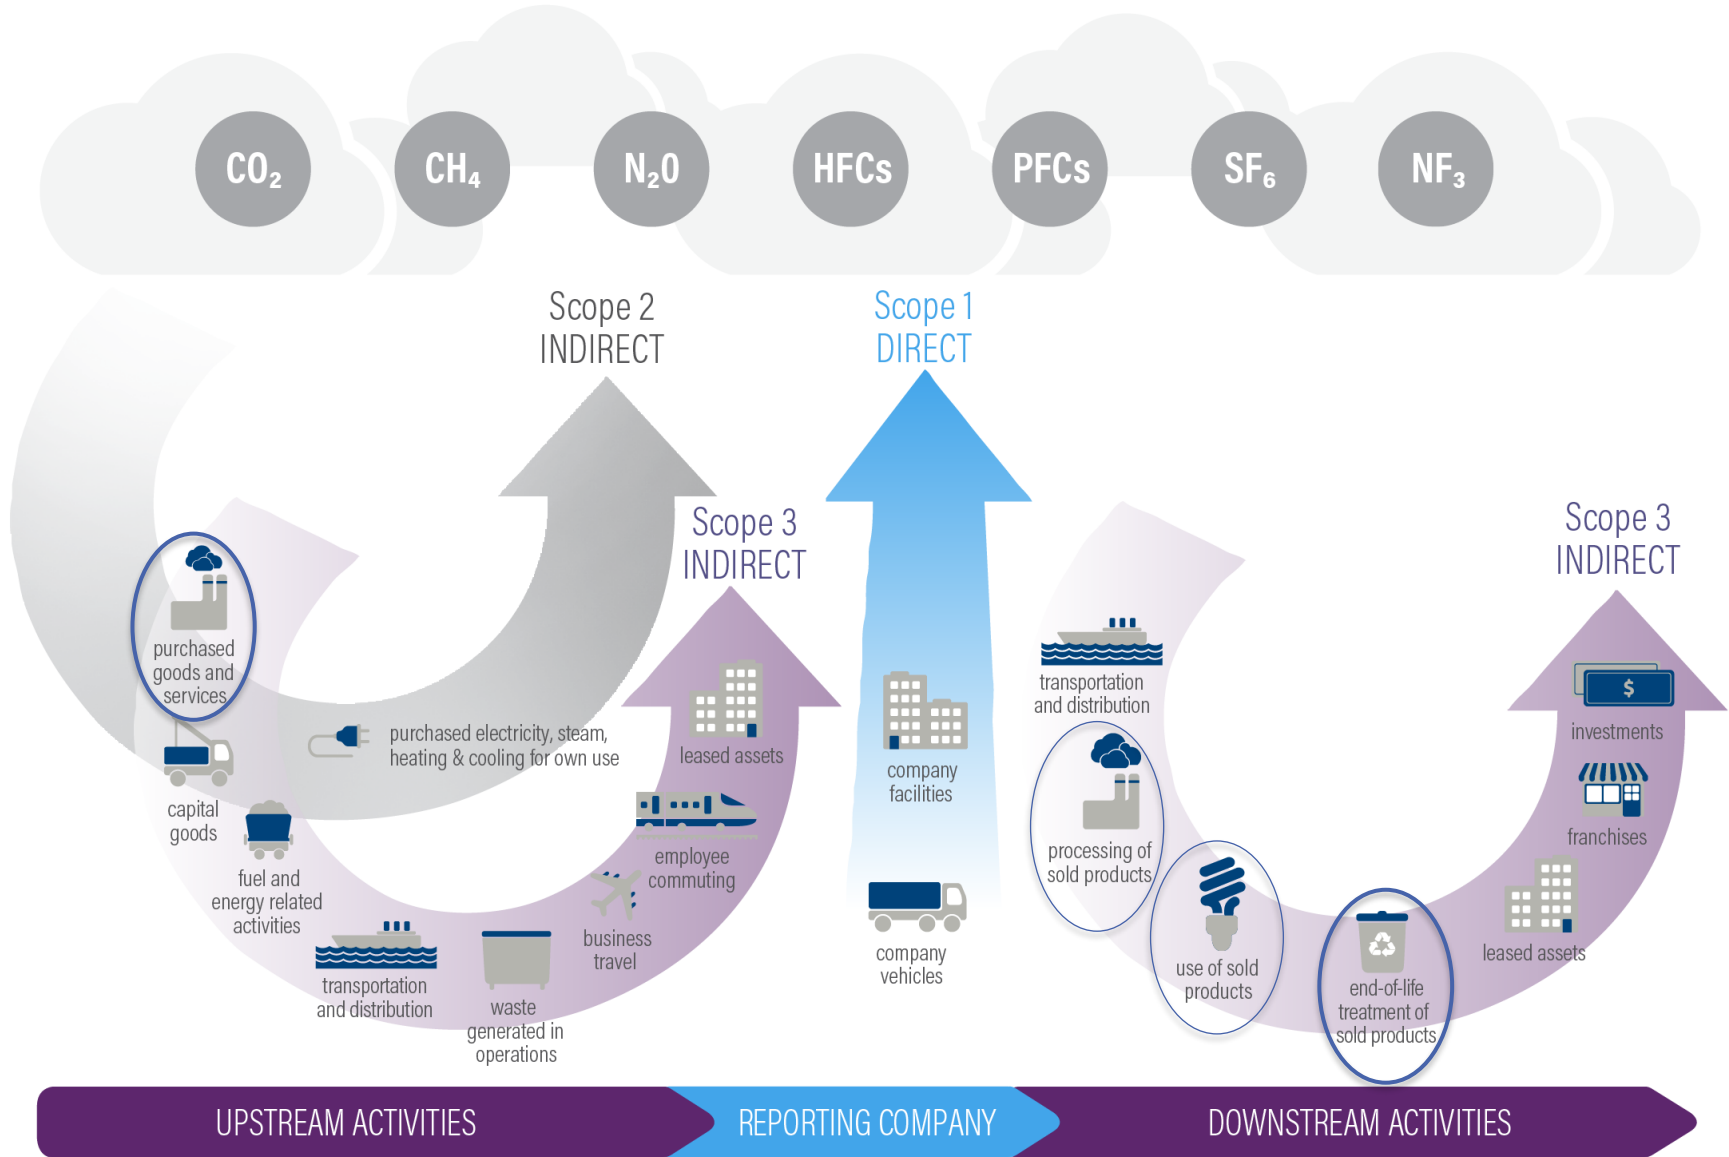 CO₂
CH₄
N₂O
HFCs
PFCs
SF₆
NF₃
Scope 2
INDIRECT
Scope 1
DIRECT
Scope 3
INDIRECT
Scope 3
INDIRECT
purchased
goods and
services
capital
goods
fuel and
energy related
activities
transportation
and distribution
waste
generated in
operations
business
travel
employee
commuting
leased assets
purchased electricity, steam,
heating & cooling for own use
company
facilities
company
vehicles
transportation
and distribution
processing of
sold products
use of sold
products
end-of-life
treatment of
sold products
leased assets
franchises
$
investments
UPSTREAM ACTIVITIES
REPORTING COMPANY
DOWNSTREAM ACTIVITIES